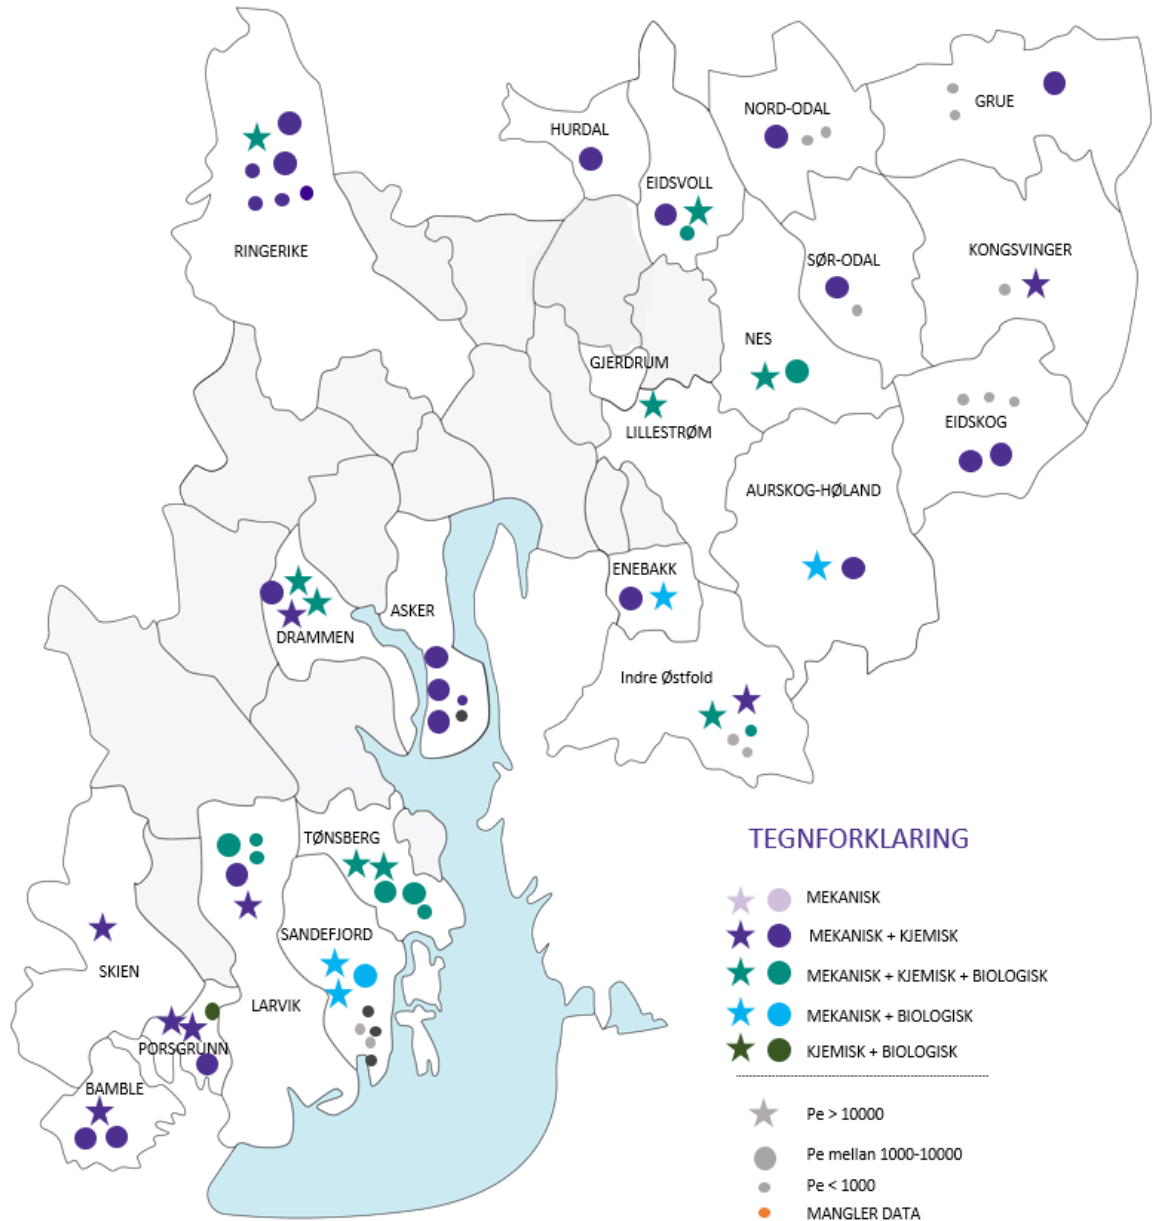 NORD-ODAL
GRUE
HURDAL
EIDSVOLL
RINGERIKE
SØR-ODAL
KONGSVINGER
NES
GJERDRUM
LILLESTRØM
EIDSKOG
AURSKOG-HØLAND
ENEBAKK
ASKER
DRAMMEN
Indre Østfold
TØNSBERG
SANDEFJORD
SKIEN
LARVIK
PORSGRUNN
BAMBLE
TEGNFORKLARING
MEKANISK
MEKANISK + KJEMISK
MEKANISK + KJEMISK + BIOLOGISK
MEKANISK + BIOLOGISK
KJEMISK + BIOLOGISK
Pe > 10000
Pe mellan 1000-10000
Pe < 1000
MANGLER DATA